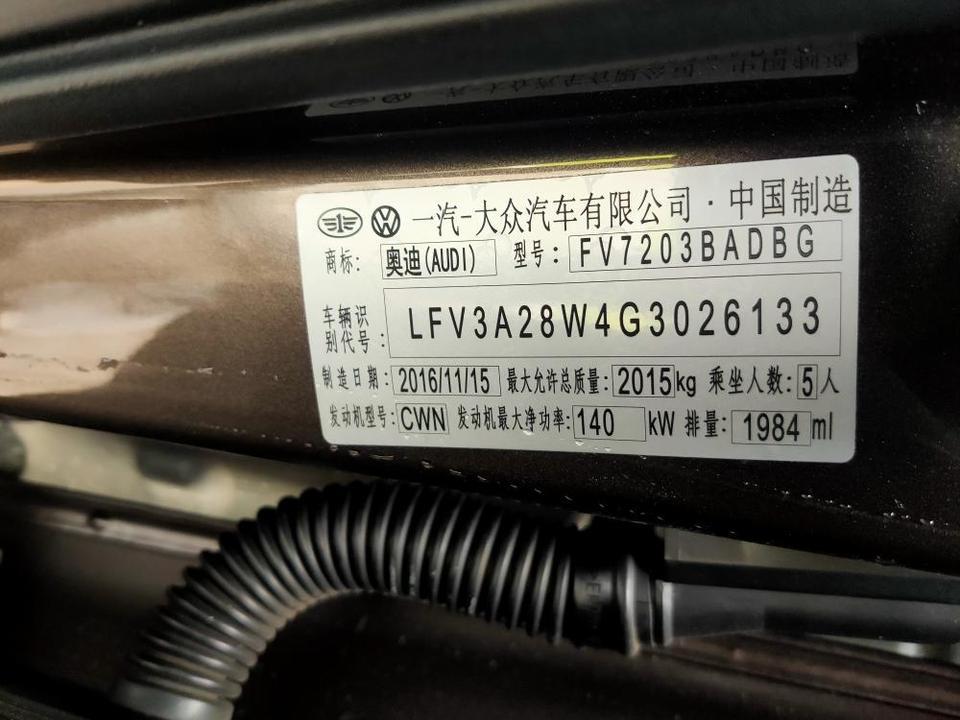 一汽-大众汽车有限公司·中国制造
商标: 奥迪(AUDI) 型号: FV7203BADBG
车辆识别代号: LFV3A28W4G3026133
制造日期: 2016/11/15 最大允许总质量: 2015kg 乘坐人数: 5人
发动机型号: CWN 发动机最大净功率: 140 kW 排量: 1984 ml